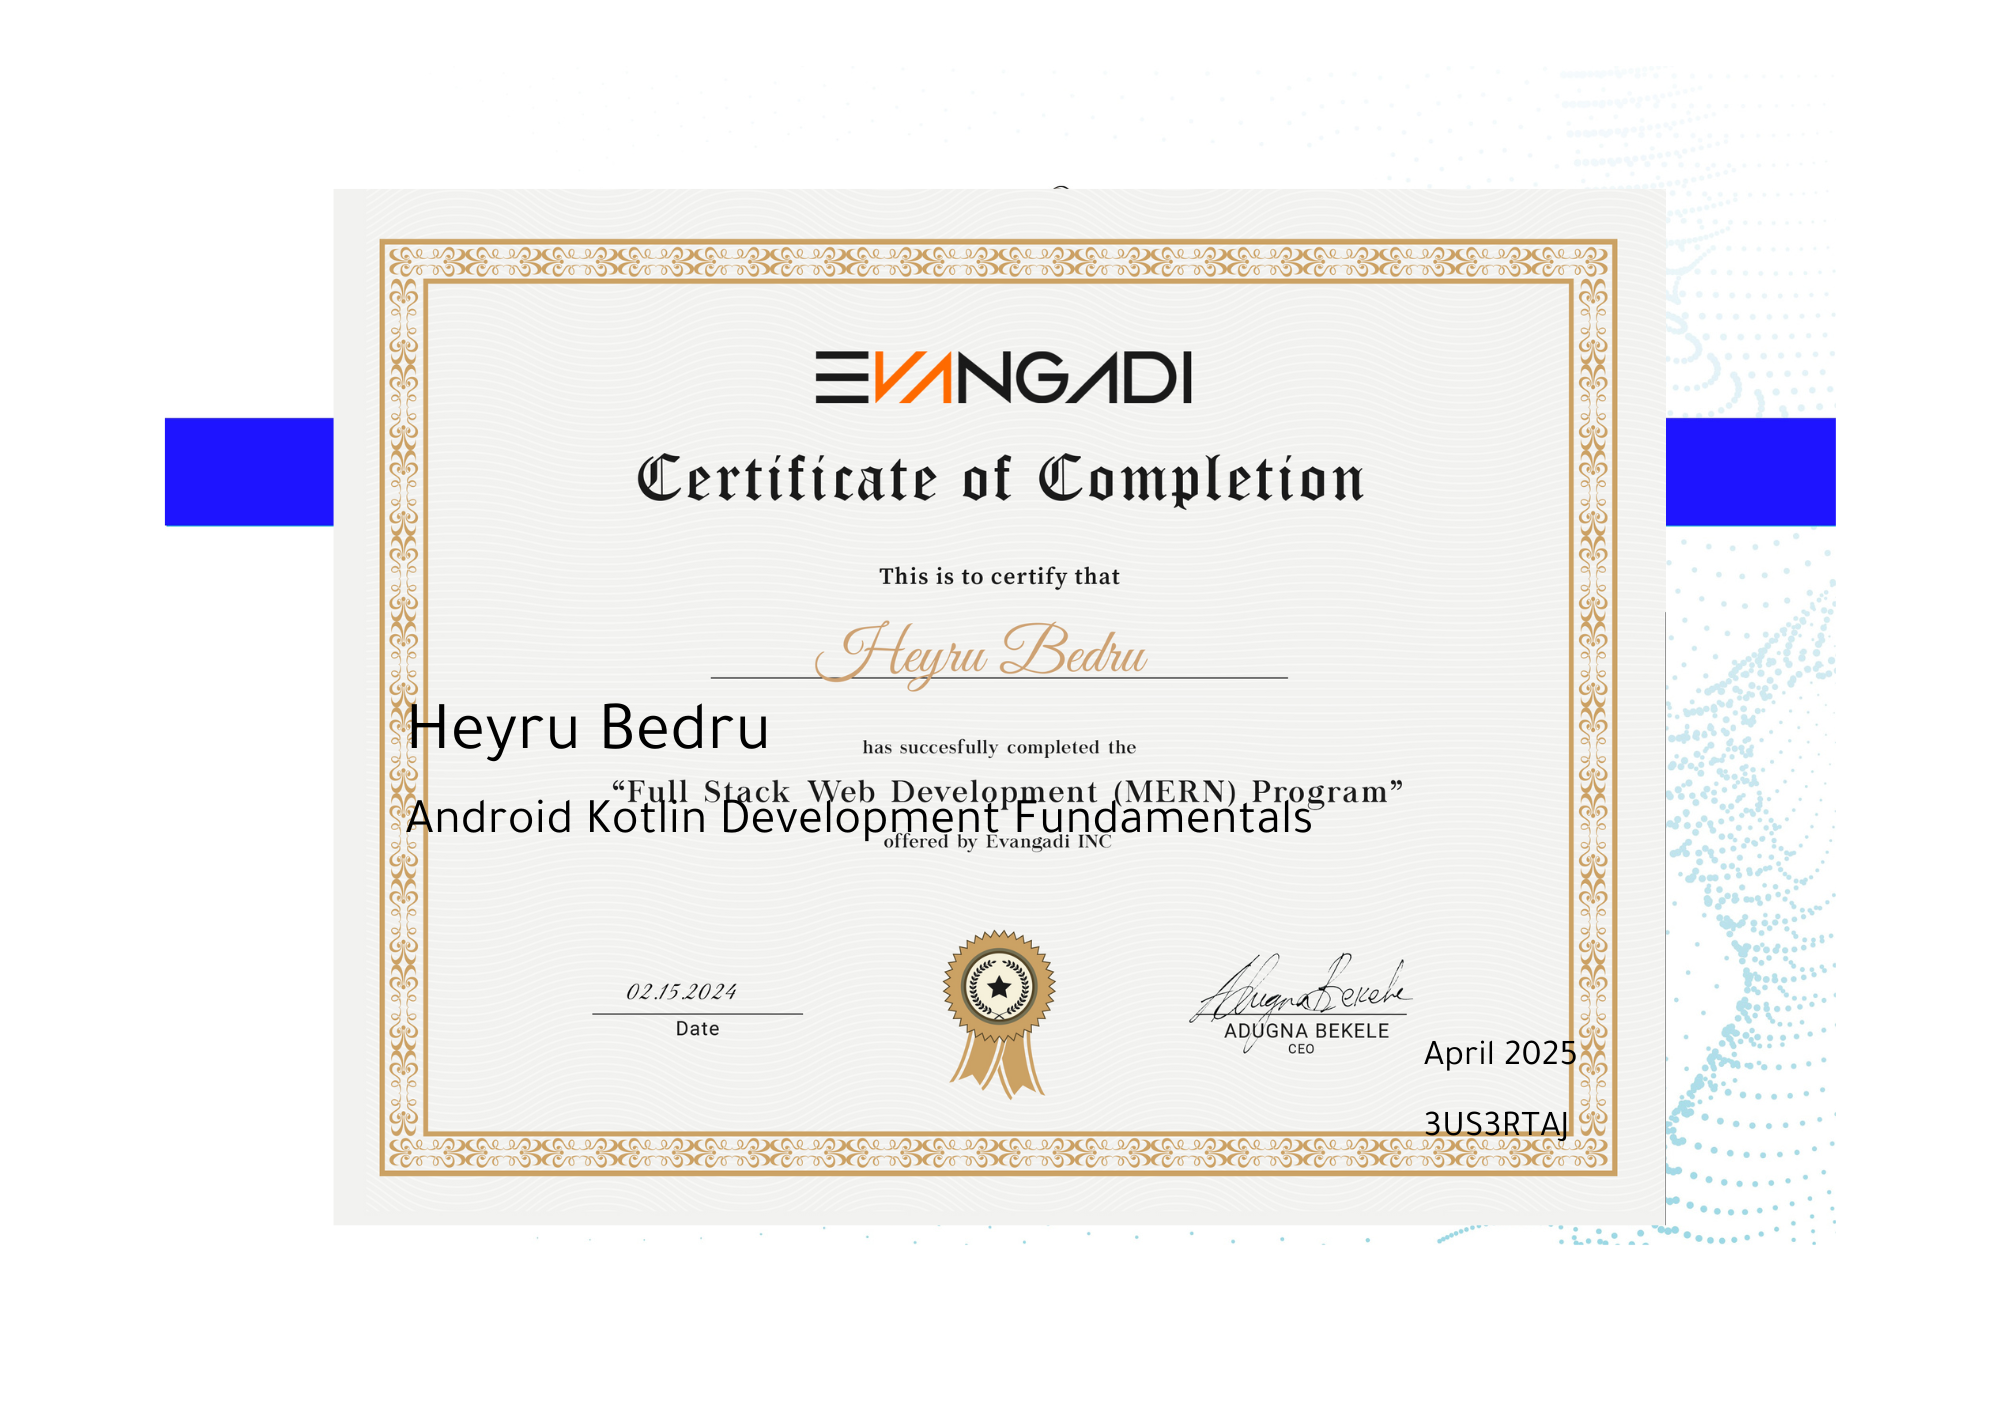 EVANGADI
Certificate of Completion
This is to certify that
Heyru Bedru
Heyru Bedru
has succesfully completed the
“Full Stack Web Development (MERN) Program”
Android Kotlin Development Fundamentals
offered by Evangadi INC
02.15.2024
Date
Adugna Bekele
ADUGNA BEKELE
CEO
April 2025
3US3RTAJ